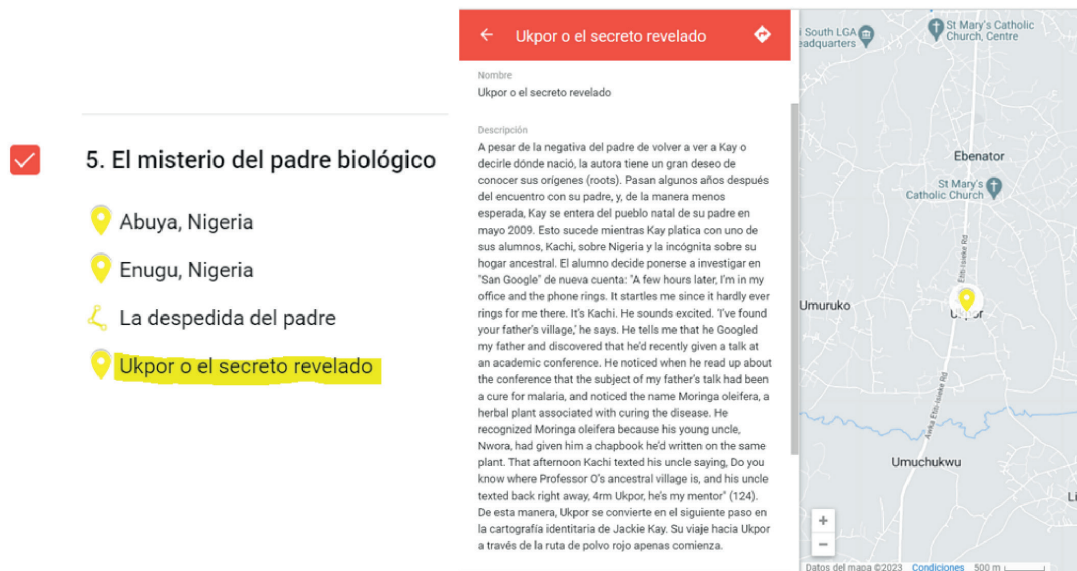 5. El misterio del padre biológico
Abuya, Nigeria
Enugu, Nigeria
La despedida del padre
Ukpor o el secreto revelado
Ukpor o el secreto revelado
Nombre
Ukpor o el secreto revelado
Descripción
A pesar de la negativa del padre de volver a ver a Kay o
decirle dónde nació, la autora tiene un gran deseo de
conocer sus orígenes (roots). Pasan algunos años después
del encuentro con su padre, y, de la manera menos
esperada, Kay se entera del pueblo natal de su padre en
mayo 2009. Esto sucede mientras Kay platica con uno de
sus alumnos, Kachi, sobre Nigeria y la incógnita sobre su
hogar ancestral. El alumno decide ponerse a investigar en
"San Google" de nueva cuenta: "A few hours later, I'm in my
office and the phone rings. It startles me since it hardly ever
rings for me there. It's Kachi. He sounds excited. 'I've found
your father's village,' he says. He tells me that he Googled
my father and discovered that he'd recently given a talk at
an academic conference. He noticed when he read up about
the conference that the subject of my father's talk had been
a cure for malaria, and noticed the name Moringa oleifera, a
herbal plant associated with curing the disease. He
recognized Moringa oleifera because his young uncle,
Nwora, had given him a chapbook he'd written on the same
plant. That afternoon Kachi texted his uncle saying, Do you
know where Professor O's ancestral village is, and his uncle
texted back right away, 4rm Ukpor, he's my mentor" (124).
De esta manera, Ukpor se convierte en el siguiente paso en
la cartografía identitaria de Jackie Kay. Su viaje hacia Ukpor
a través de la ruta de polvo rojo apenas comienza.
i South LGA
eadquarters
St Mary's Catholic
Church, Centre
Ebenator
St Mary's
Catholic Church
Umuruko
Ukpor
Umuchukwu
Li
+
−
Datos del mapa ©2023
Condiciones
500 m